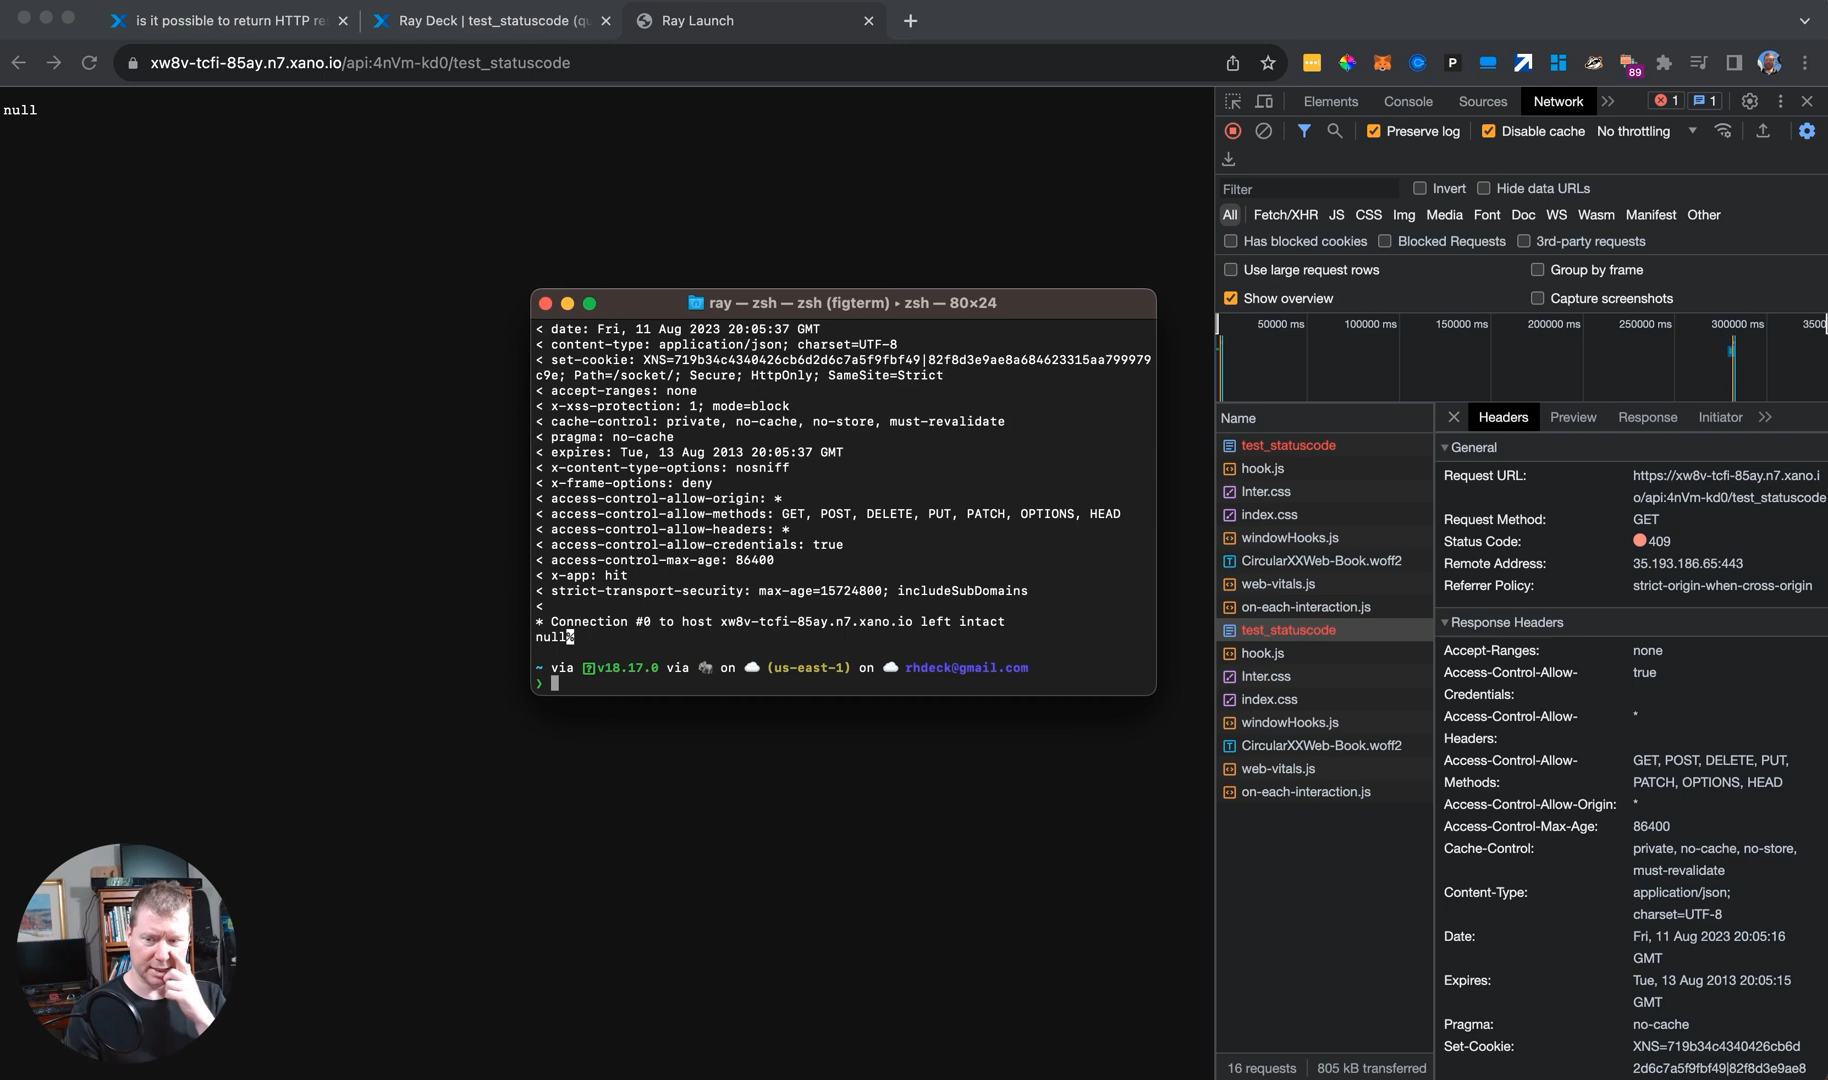 is it possible to return HTTP re
Ray Deck | test_statuscode (qu
Ray Launch
xw8v-tcfi-85ay.n7.xano.io/api:4nVm-kd0/test_statuscode
P
89
null
Elements
Console
Sources
Network
1
1
Preserve log
Disable cache
No throttling
Filter
Invert
Hide data URLs
All
Fetch/XHR
JS
CSS
Img
Media
Font
Doc
WS
Wasm
Manifest
Other
Has blocked cookies
Blocked Requests
3rd-party requests
Use large request rows
Group by frame
Show overview
Capture screenshots
50000 ms
100000 ms
150000 ms
200000 ms
250000 ms
300000 ms
3500
ray — zsh — zsh (figterm) ▸ zsh — 80×24
< date: Fri, 11 Aug 2023 20:05:37 GMT
< content-type: application/json; charset=UTF-8
< set-cookie: XNS=719b34c4340426cb6d2d6c7a5f9fbf49|82f8d3e9ae8a684623315aa799979
c9e; Path=/socket/; Secure; HttpOnly; SameSite=Strict
< accept-ranges: none
< x-xss-protection: 1; mode=block
< cache-control: private, no-cache, no-store, must-revalidate
< pragma: no-cache
< expires: Tue, 13 Aug 2013 20:05:37 GMT
< x-content-type-options: nosniff
< x-frame-options: deny
< access-control-allow-origin: *
< access-control-allow-methods: GET, POST, DELETE, PUT, PATCH, OPTIONS, HEAD
< access-control-allow-headers: *
< access-control-allow-credentials: true
< access-control-max-age: 86400
< x-app: hit
< strict-transport-security: max-age=15724800; includeSubDomains
<
* Connection #0 to host xw8v-tcfi-85ay.n7.xano.io left intact
null%
~ via v18.17.0 via 🐘 on ☁ (us-east-1) on ☁ rhdeck@gmail.com
❯
Name
test_statuscode
hook.js
Inter.css
index.css
windowHooks.js
CircularXXWeb-Book.woff2
web-vitals.js
on-each-interaction.js
test_statuscode
hook.js
Inter.css
index.css
windowHooks.js
CircularXXWeb-Book.woff2
web-vitals.js
on-each-interaction.js
16 requests
805 kB transferred
Headers
Preview
Response
Initiator
General
Request URL: https://xw8v-tcfi-85ay.n7.xano.i
o/api:4nVm-kd0/test_statuscode
Request Method: GET
Status Code: 409
Remote Address: 35.193.186.65:443
Referrer Policy: strict-origin-when-cross-origin
Response Headers
Accept-Ranges: none
Access-Control-Allow- true
Credentials:
Access-Control-Allow- *
Headers:
Access-Control-Allow- GET, POST, DELETE, PUT,
Methods: PATCH, OPTIONS, HEAD
Access-Control-Allow-Origin: *
Access-Control-Max-Age: 86400
Cache-Control: private, no-cache, no-store,
must-revalidate
Content-Type: application/json;
charset=UTF-8
Date: Fri, 11 Aug 2023 20:05:16
GMT
Expires: Tue, 13 Aug 2013 20:05:15
GMT
Pragma: no-cache
Set-Cookie: XNS=719b34c4340426cb6d
2d6c7a5f9fbf49|82f8d3e9ae8